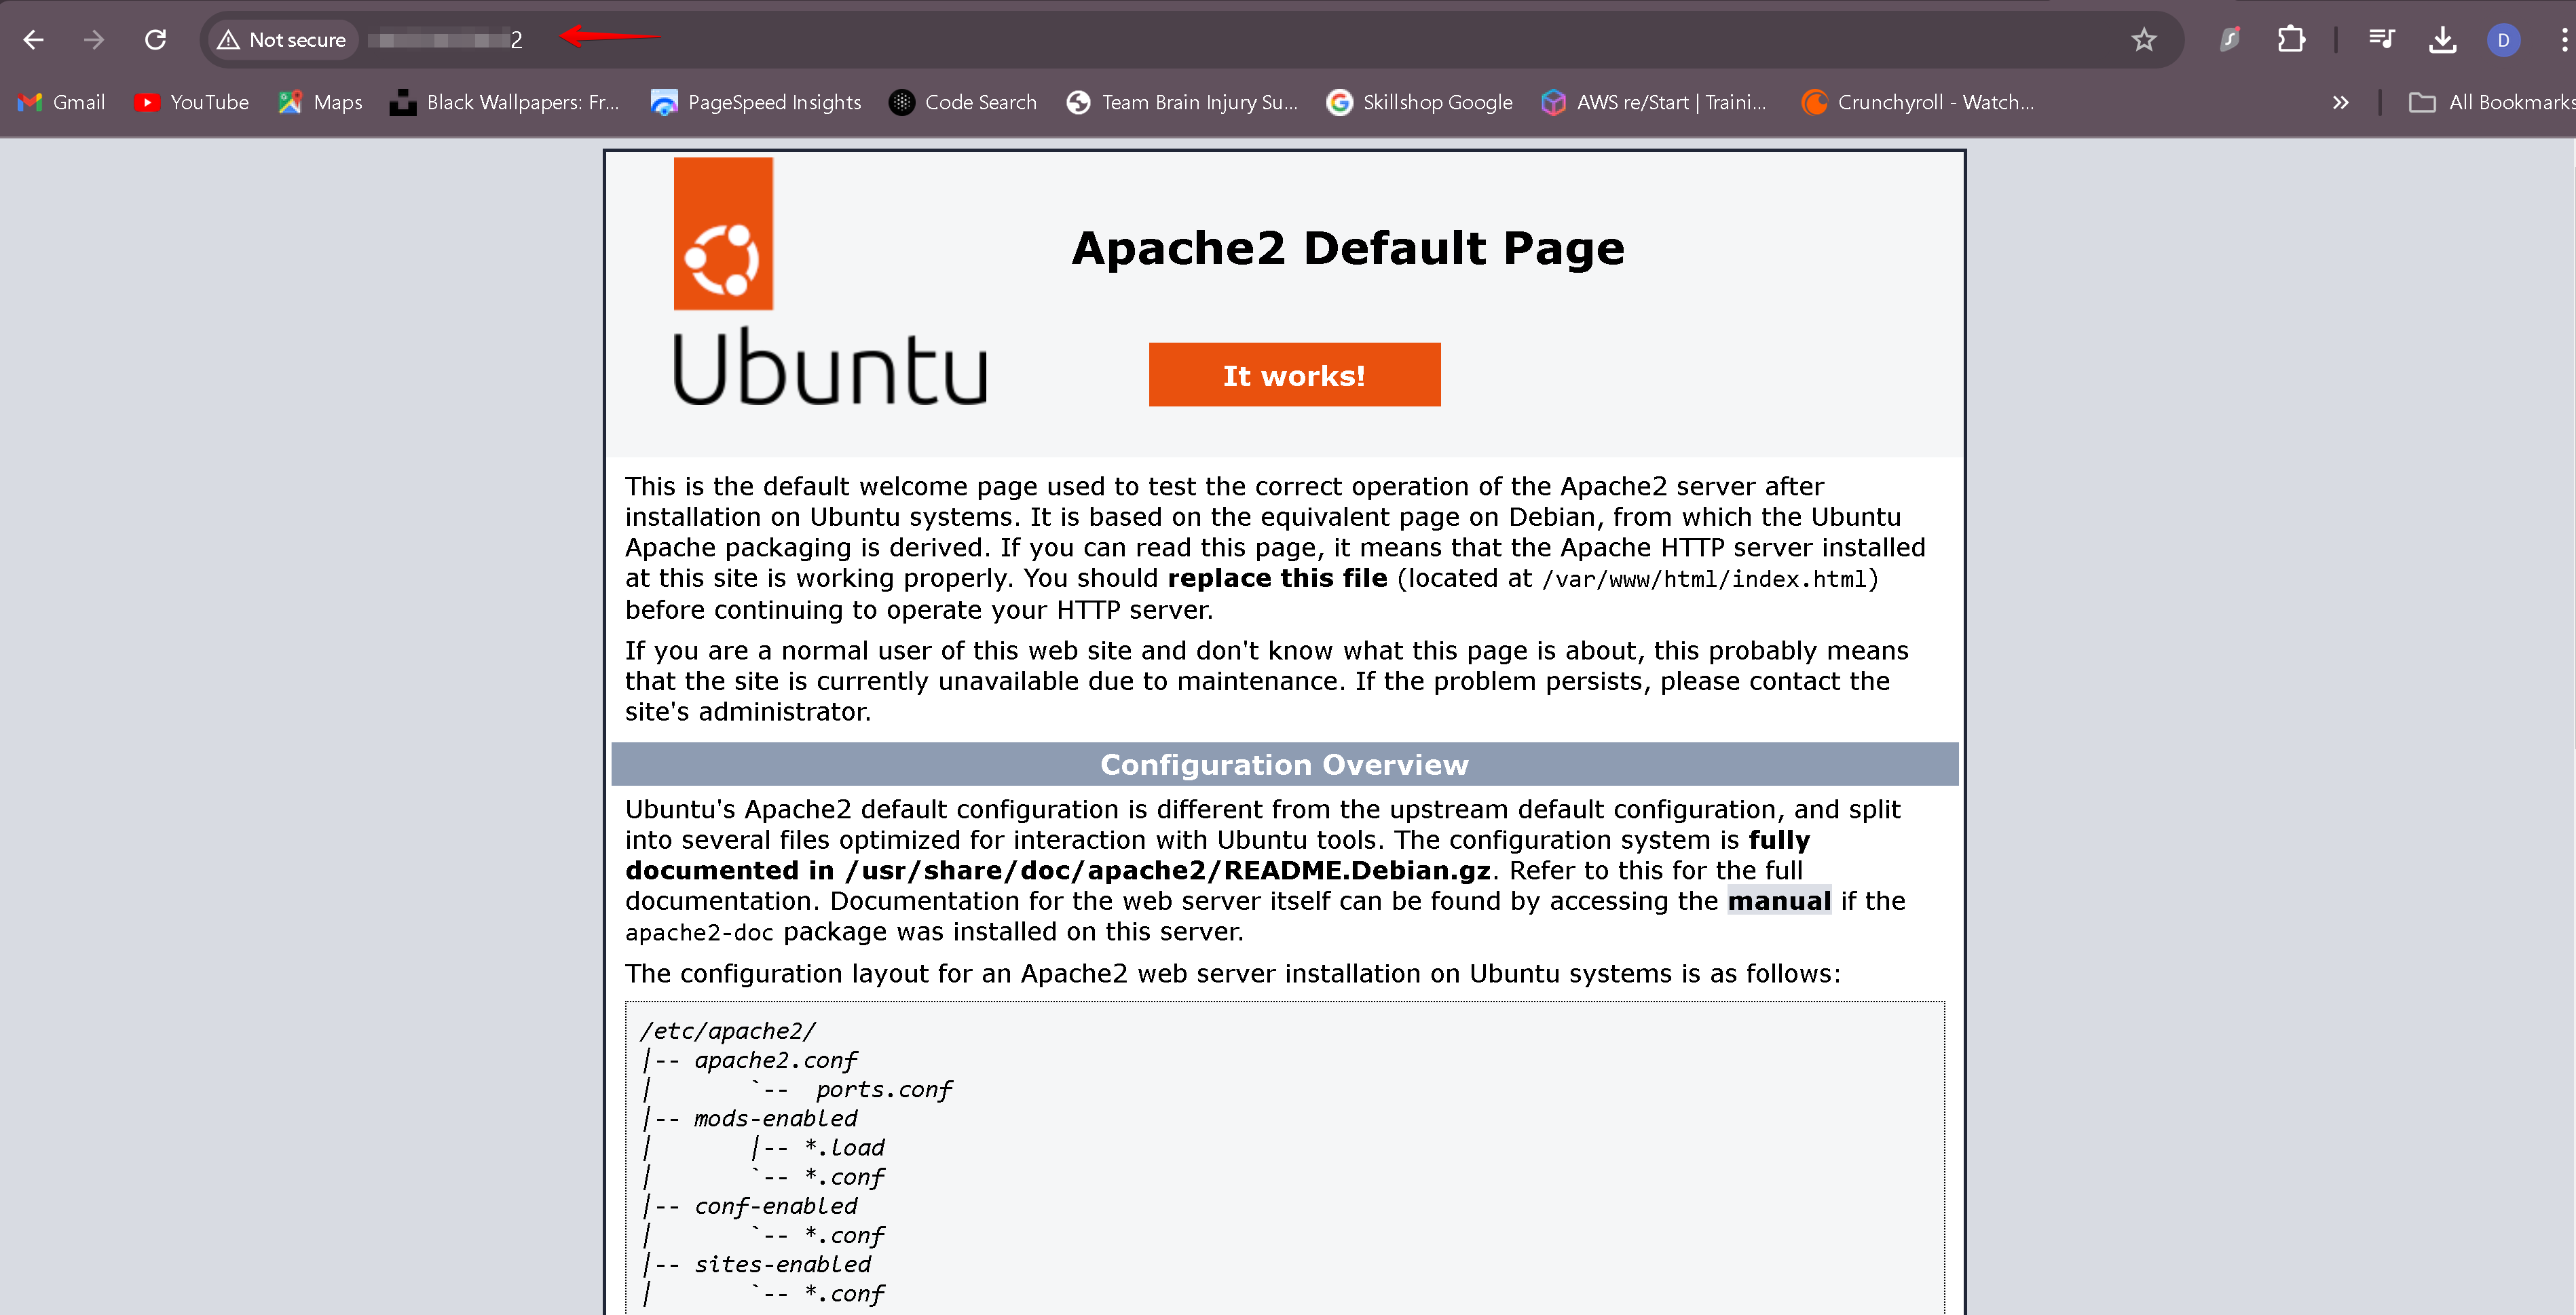 Not secure 2
Gmail YouTube Maps Black Wallpapers: Fr... PageSpeed Insights Code Search Team Brain Injury Su... Skillshop Google AWS re/Start | Traini... Crunchyroll - Watch... » All Bookmarks
D
Apache2 Default Page
Ubuntu
It works!
This is the default welcome page used to test the correct operation of the Apache2 server after
installation on Ubuntu systems. It is based on the equivalent page on Debian, from which the Ubuntu
Apache packaging is derived. If you can read this page, it means that the Apache HTTP server installed
at this site is working properly. You should replace this file (located at /var/www/html/index.html)
before continuing to operate your HTTP server.
If you are a normal user of this web site and don't know what this page is about, this probably means
that the site is currently unavailable due to maintenance. If the problem persists, please contact the
site's administrator.
Configuration Overview
Ubuntu's Apache2 default configuration is different from the upstream default configuration, and split
into several files optimized for interaction with Ubuntu tools. The configuration system is fully
documented in /usr/share/doc/apache2/README.Debian.gz. Refer to this for the full
documentation. Documentation for the web server itself can be found by accessing the manual if the
apache2-doc package was installed on this server.
The configuration layout for an Apache2 web server installation on Ubuntu systems is as follows:
/etc/apache2/
|-- apache2.conf
|       `--  ports.conf
|-- mods-enabled
|       |-- *.load
|       `-- *.conf
|-- conf-enabled
|       `-- *.conf
|-- sites-enabled
|       `-- *.conf